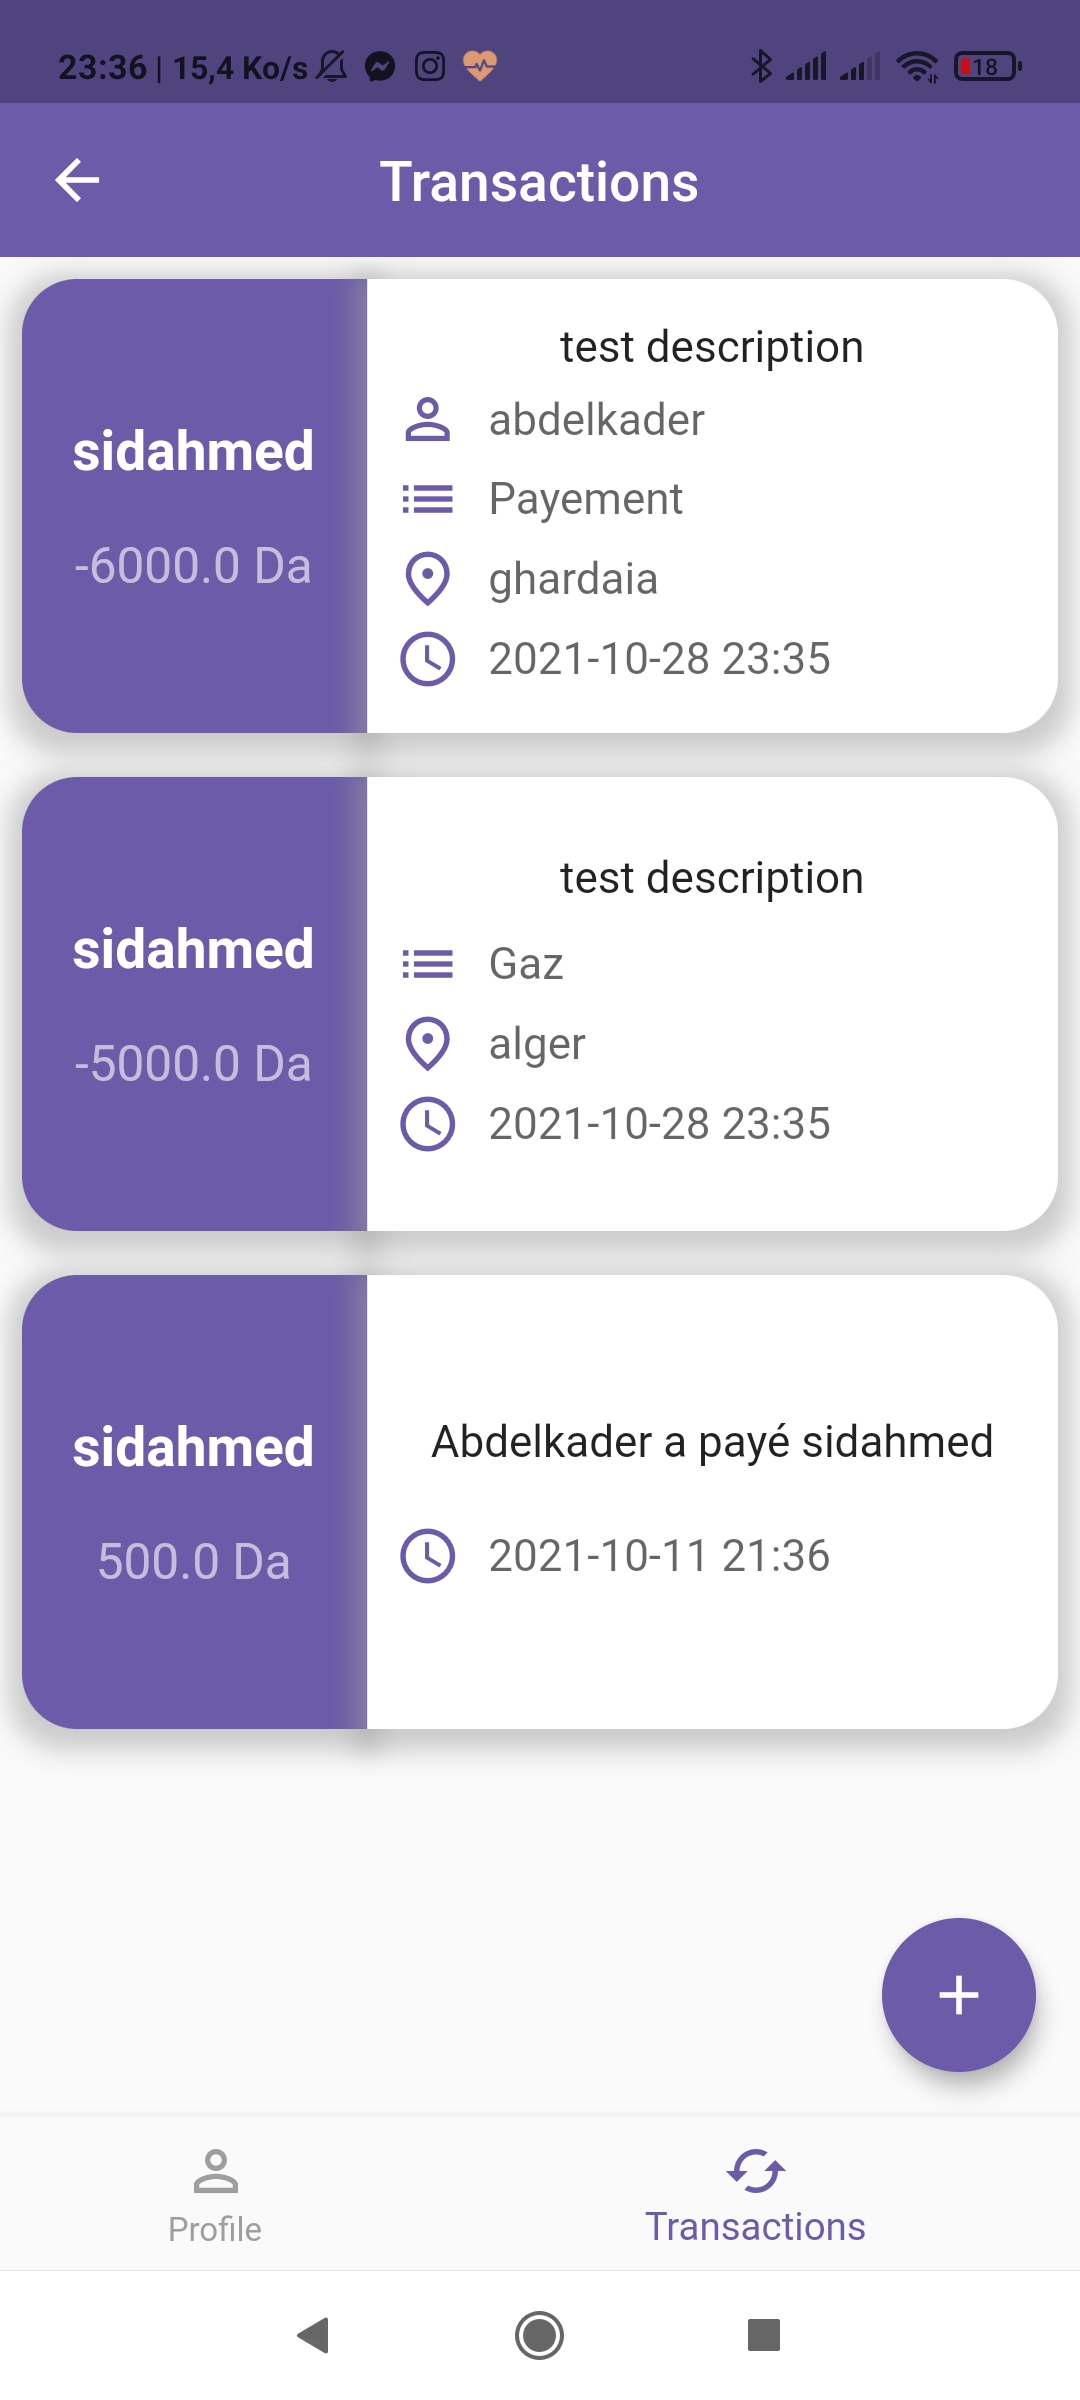 23:36 | 15,4 Ko/s
18
Transactions
test description
sidahmed
-6000.0 Da
abdelkader
Payement
ghardaia
2021-10-28 23:35
test description
sidahmed
-5000.0 Da
Gaz
alger
2021-10-28 23:35
sidahmed
500.0 Da
Abdelkader a payé sidahmed
2021-10-11 21:36
Profile
Transactions